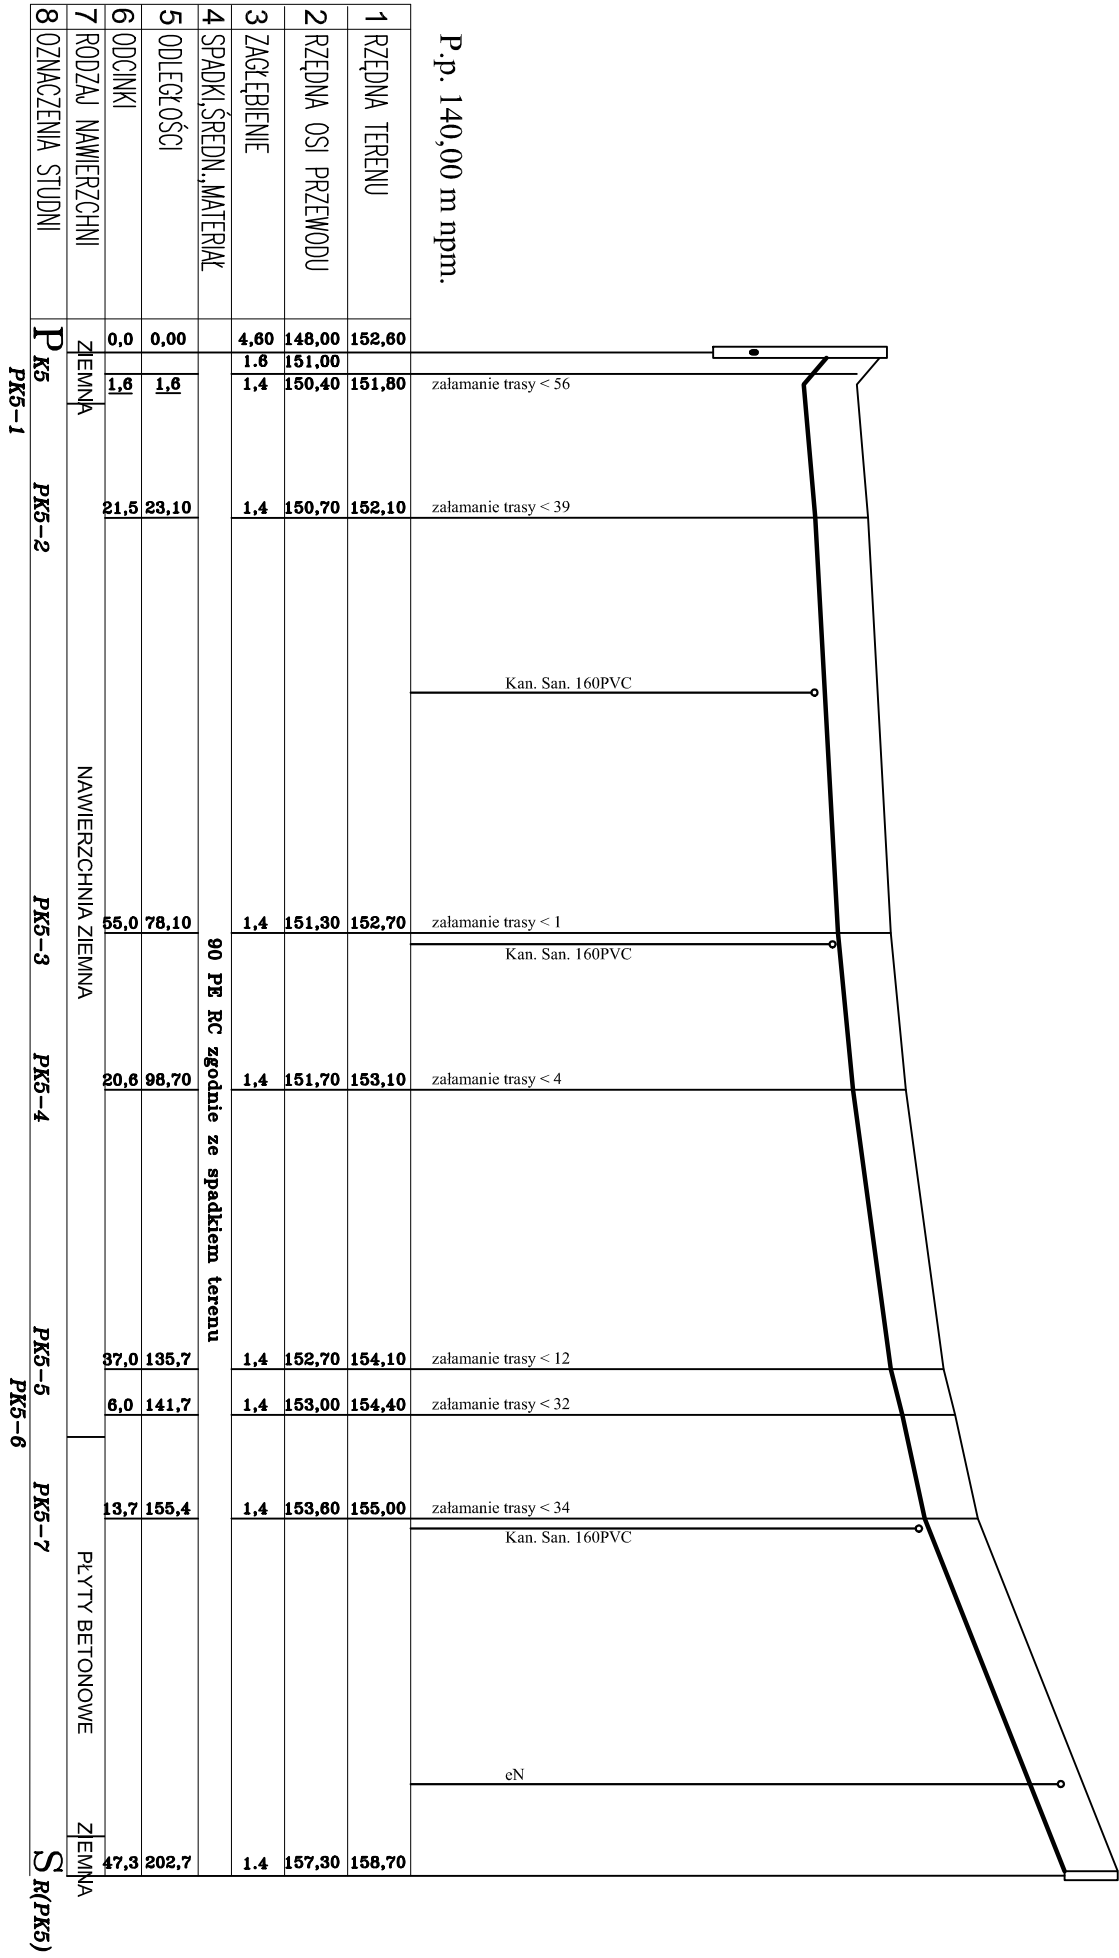 P.p. 140,00 m npm.
załamanie trasy < 56
załamanie trasy < 39
Kan. San. 160PVC
załamanie trasy < 1
Kan. San. 160PVC
załamanie trasy < 4
załamanie trasy < 12
załamanie trasy < 32
załamanie trasy < 34
Kan. San. 160PVC
eN
1 RZĘDNA TERENU 152,60 151,80 152,10 152,70 153,10 154,10 154,40 155,00 158,70
2 RZĘDNA OSI PRZEWODU 148,00 151,00 150,40 150,70 151,30 151,70 152,70 153,00 153,60 157,30
3 ZAGŁĘBIENIE 4,60 1.6 1,4 1,4 1,4 1,4 1,4 1,4 1,4 1.4
4 SPADKI,ŚREDN.,MATERIAŁ 90 PE RC zgodnie ze spadkiem terenu
5 ODLEGŁOŚCI 0,00 1,6 23,10 78,10 98,70 135,7 141,7 155,4 202,7
6 ODCINKI 0,0 1,6 21,5 55,0 20,6 37,0 6,0 13,7 47,3
7 RODZAJ NAWIERZCHNI ZIEMNA NAWIERZCHNIA ZIEMNA PŁYTY BETONOWE ZIEMNA
8 OZNACZENIA STUDNI P K5 PK5-2 PK5-3 PK5-4 PK5-5 PK5-7 S R(PK5)
PK5-1 PK5-6